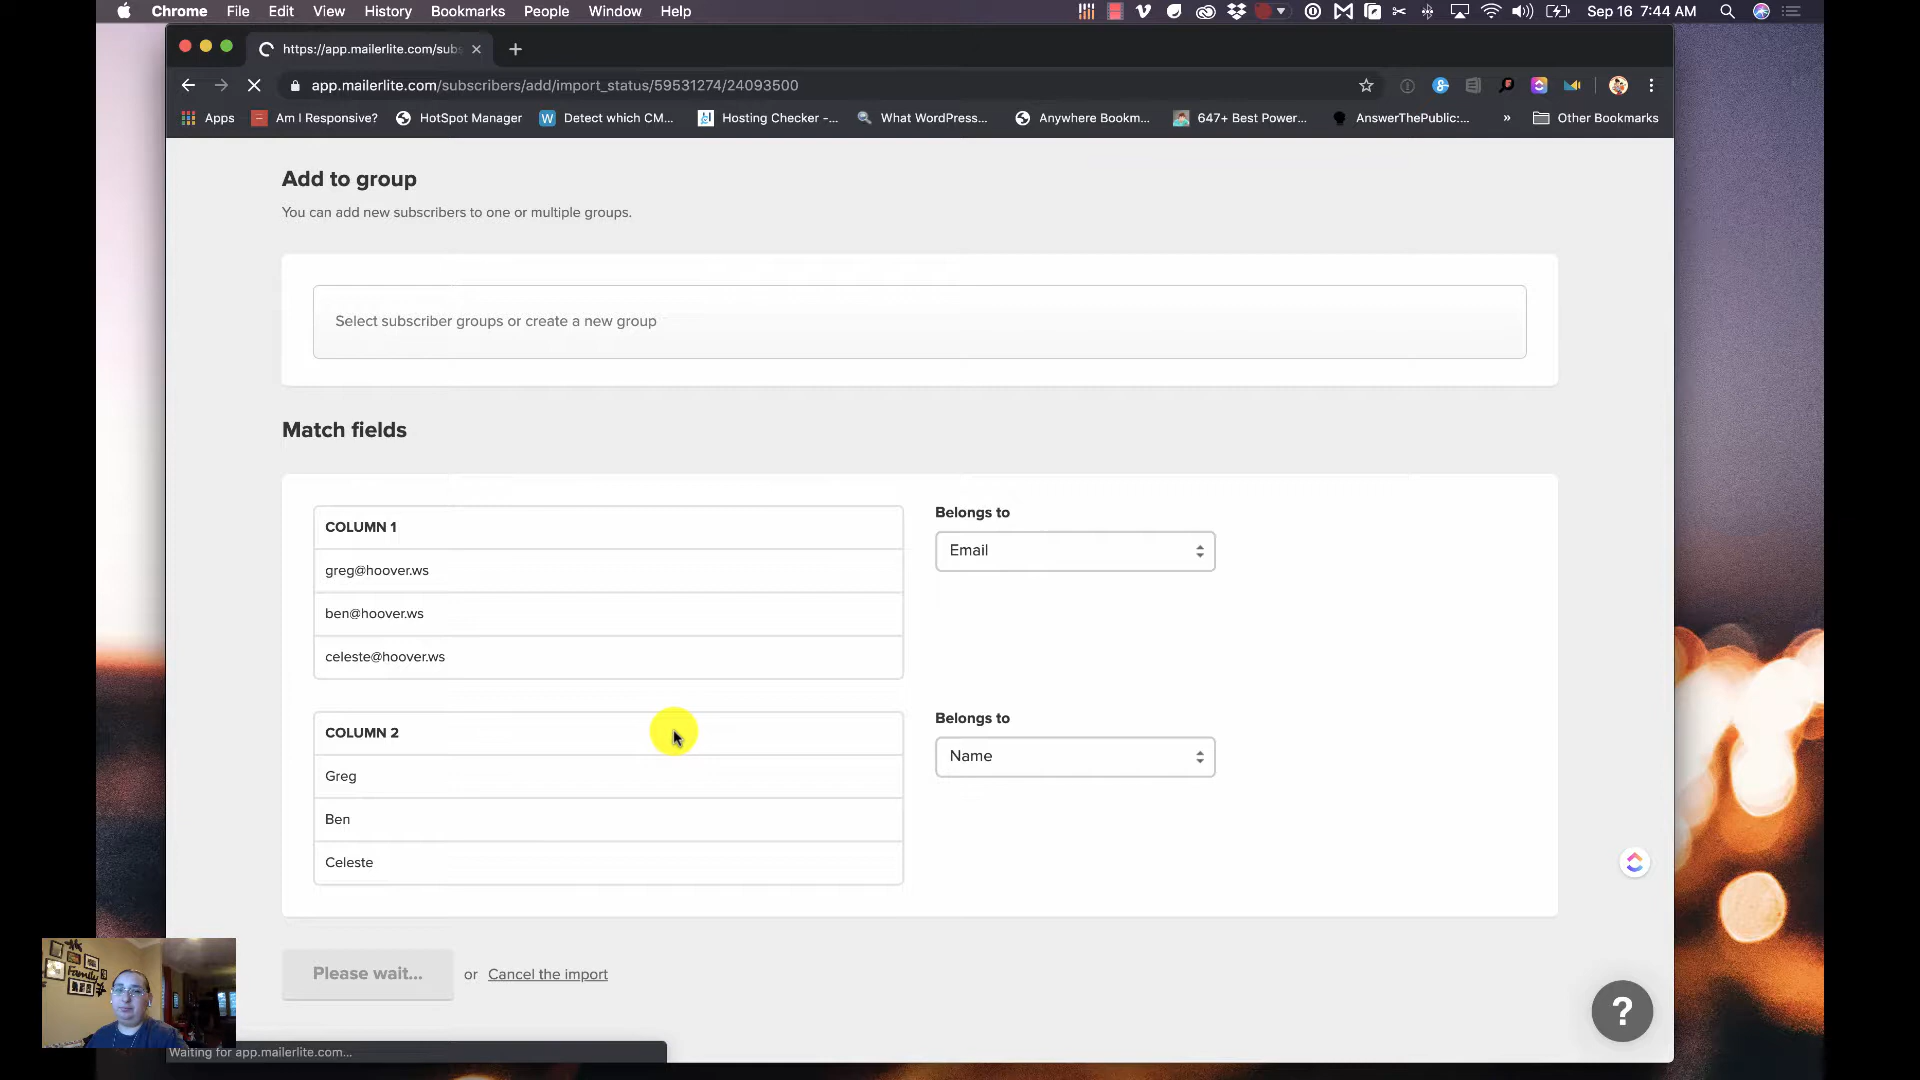 Chrome File Edit View History Bookmarks People Window Help Sep 16 7:44 AM
https://app.mailerlite.com/subs
app.mailerlite.com/subscribers/add/import_status/59531274/24093500
Apps Am I Responsive? HotSpot Manager Detect which CM... Hosting Checker -... What WordPress... Anywhere Bookm... 647+ Best Power... AnswerThePublic:... » Other Bookmarks
Add to group
You can add new subscribers to one or multiple groups.
Select subscriber groups or create a new group
Match fields
COLUMN 1
greg@hoover.ws
ben@hoover.ws
celeste@hoover.ws
Belongs to
Email
COLUMN 2
Greg
Ben
Celeste
Belongs to
Name
Please wait... or Cancel the import
?
Family
Waiting for app.mailerlite.com...